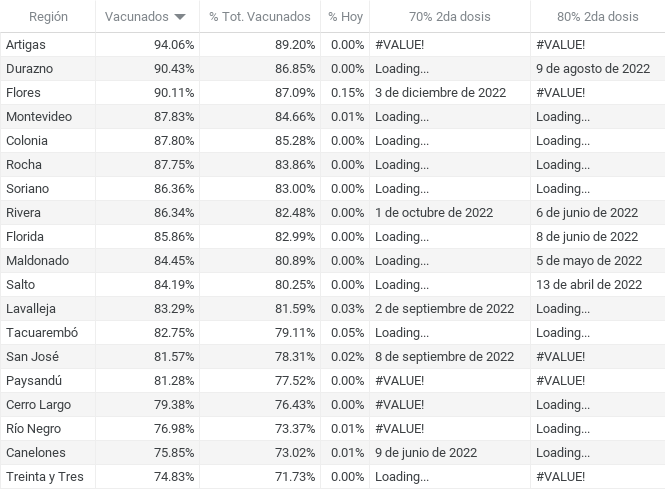 Región Vacunados % Tot. Vacunados % Hoy 70% 2da dosis 80% 2da dosis
Artigas 94.06% 89.20% 0.00% #VALUE! #VALUE!
Durazno 90.43% 86.85% 0.00% Loading... 9 de agosto de 2022
Flores 90.11% 87.09% 0.15% 3 de diciembre de 2022 #VALUE!
Montevideo 87.83% 84.66% 0.01% Loading... Loading...
Colonia 87.80% 85.28% 0.00% Loading... Loading...
Rocha 87.75% 83.86% 0.00% Loading... Loading...
Soriano 86.36% 83.00% 0.00% Loading... Loading...
Rivera 86.34% 82.48% 0.00% 1 de octubre de 2022 6 de junio de 2022
Florida 85.86% 82.99% 0.00% Loading... 8 de junio de 2022
Maldonado 84.45% 80.89% 0.00% Loading... 5 de mayo de 2022
Salto 84.19% 80.25% 0.00% Loading... 13 de abril de 2022
Lavalleja 83.29% 81.59% 0.03% 2 de septiembre de 2022 Loading...
Tacuarembó 82.75% 79.11% 0.05% Loading... Loading...
San José 81.57% 78.31% 0.02% 8 de septiembre de 2022 #VALUE!
Paysandú 81.28% 77.52% 0.00% #VALUE! #VALUE!
Cerro Largo 79.38% 76.43% 0.00% #VALUE! Loading...
Río Negro 76.98% 73.37% 0.01% #VALUE! Loading...
Canelones 75.85% 73.02% 0.01% 9 de junio de 2022 Loading...
Treinta y Tres 74.83% 71.73% 0.00% Loading... #VALUE!